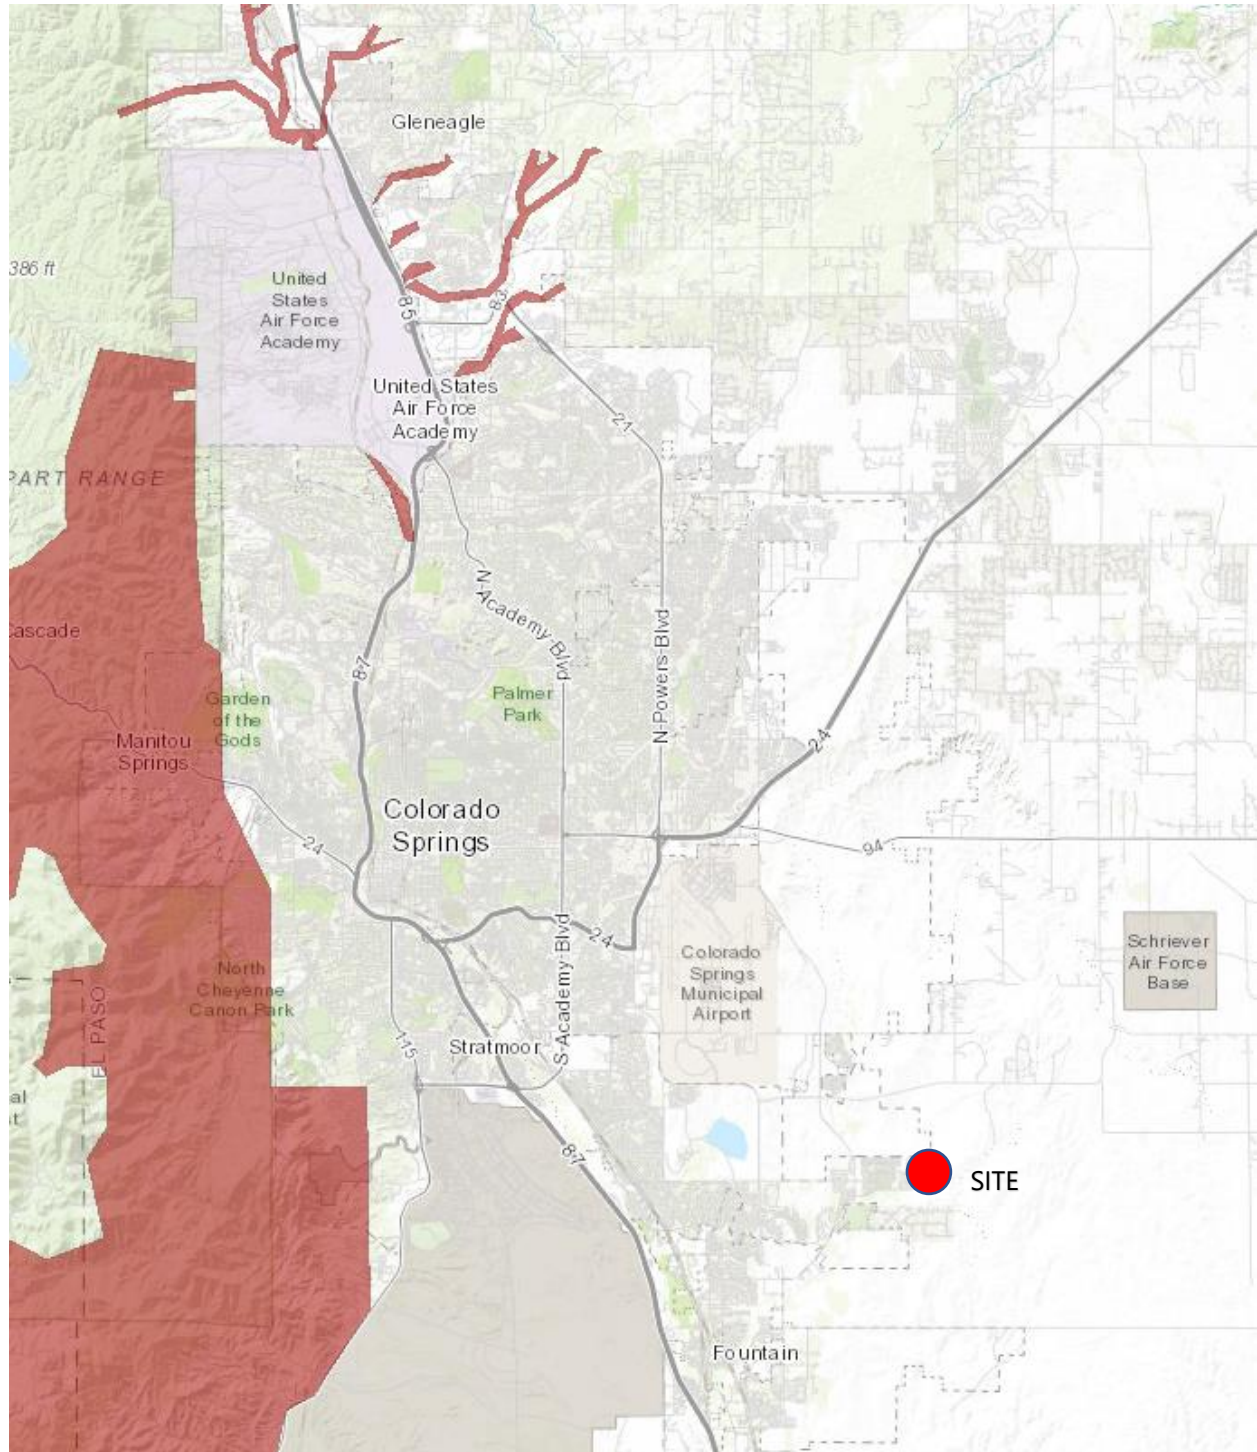 Gleneagle
386 ft
United
States
Air Force
Academy
85
83
United States
Air Force
Academy
21
PART RANGE
N-Academy-Blvd
Cascade
87
N-Powers-Blvd
Garden
of the
Gods
Palmer
Park
Manitou
Springs
24
Colorado
Springs
24
94
S-Academy-Blvd
24
Colorado
Springs
Municipal
Airport
Schriever
Air Force
Base
North
Cheyenne
Canon Park
EL PASO
115
Stratmoor
al
t
87
SITE
Fountain